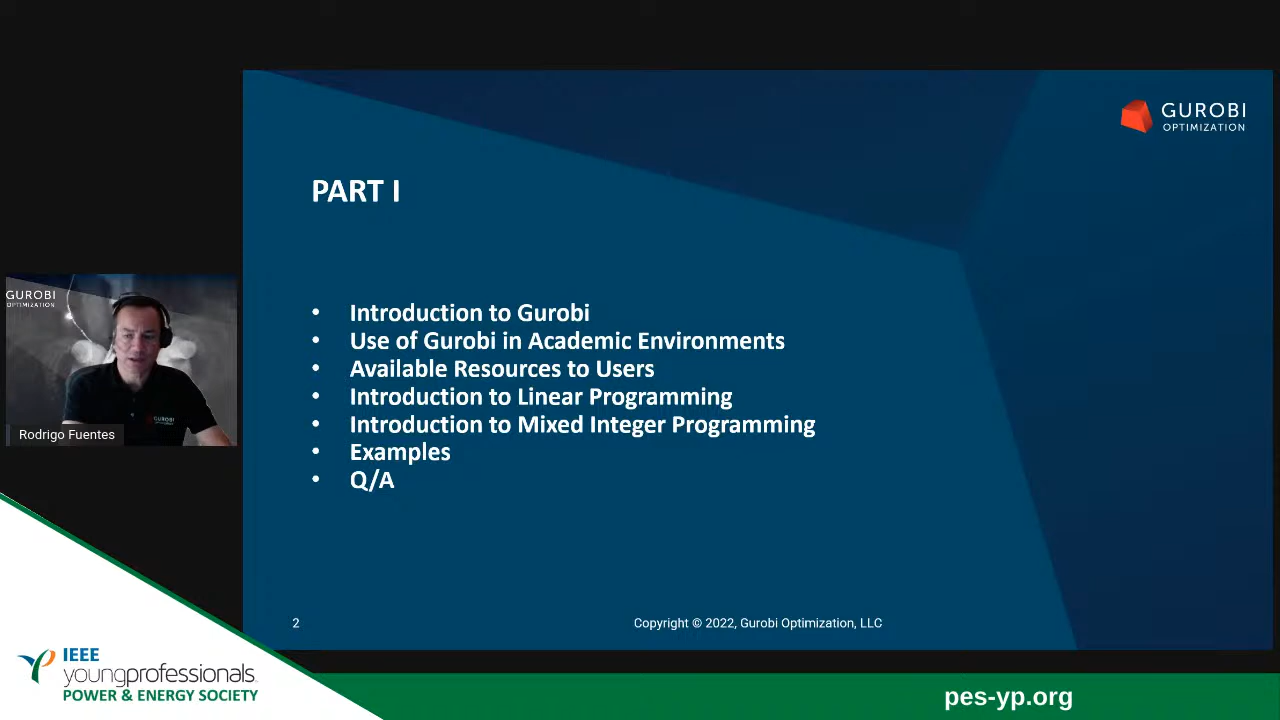 GUROBI
OPTIMIZATION
PART I
• Introduction to Gurobi
• Use of Gurobi in Academic Environments
• Available Resources to Users
• Introduction to Linear Programming
• Introduction to Mixed Integer Programming
• Examples
• Q/A
2
Copyright © 2022, Gurobi Optimization, LLC
GUROBI
OPTIMIZATION
GUROBI
Rodrigo Fuentes
IEEE
youngprofessionals
POWER & ENERGY SOCIETY
pes-yp.org